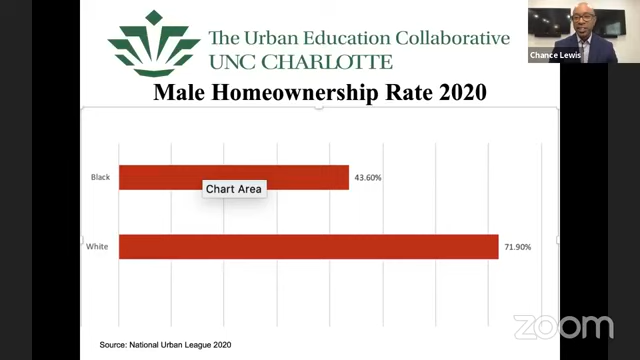 The Urban Education Collaborative
UNC CHARLOTTE
Chance Lewis
Male Homeownership Rate 2020
Black
43.60%
Chart Area
White
71.90%
Source: National Urban League 2020
zoom